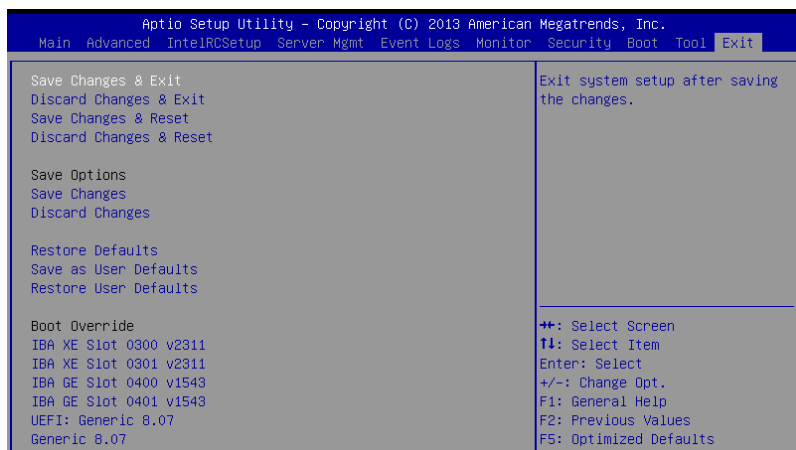 Aptio Setup Utility – Copyright (C) 2013 American Megatrends, Inc.
Main Advanced IntelRCSetup Server Mgmt Event Logs Monitor Security Boot Tool Exit
Save Changes & Exit
Discard Changes & Exit
Save Changes & Reset
Discard Changes & Reset
Save Options
Save Changes
Discard Changes
Restore Defaults
Save as User Defaults
Restore User Defaults
Boot Override
IBA XE Slot 0300 v2311
IBA XE Slot 0301 v2311
IBA GE Slot 0400 v1543
IBA GE Slot 0401 v1543
UEFI: Generic 8.07
Generic 8.07
Exit system setup after saving
the changes.
→←: Select Screen
↑↓: Select Item
Enter: Select
+/-: Change Opt.
F1: General Help
F2: Previous Values
F5: Optimized Defaults